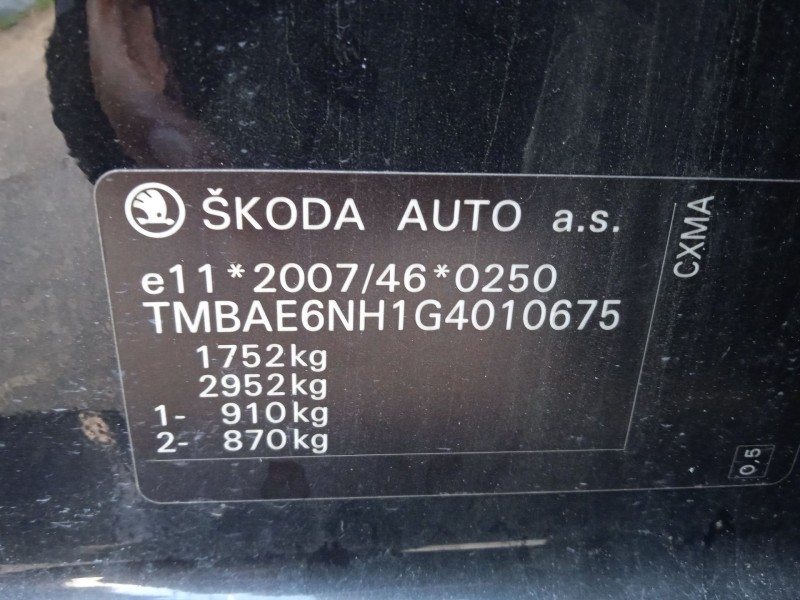 ŠKODA AUTO a.s.
e11*2007/46*0250
TMBAE6NH1G4010675
1752kg
2952kg
1- 910kg
2- 870kg
CXMA
0,5